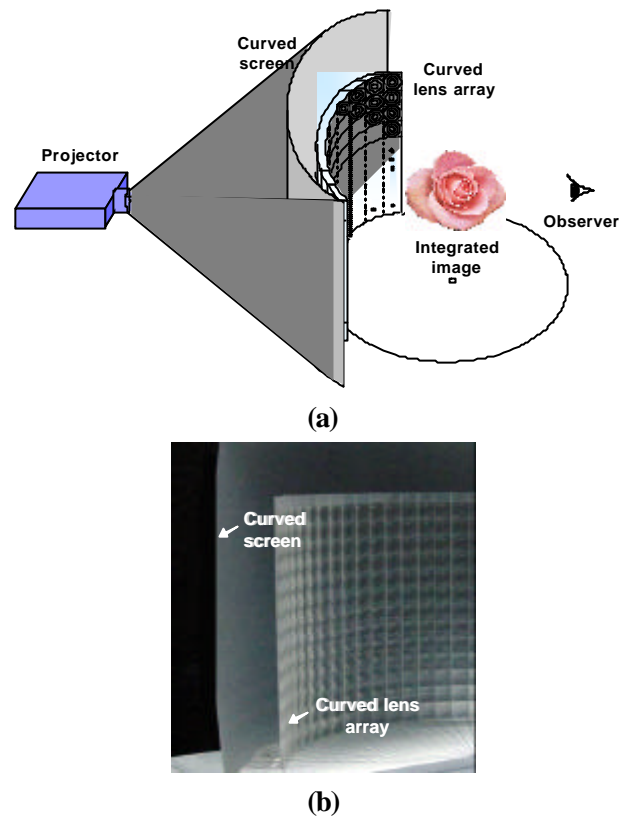 Curved
screen
Curved
lens array
Projector
Observer
Integrated
image
(a)
Curved
screen
Curved lens
array
(b)